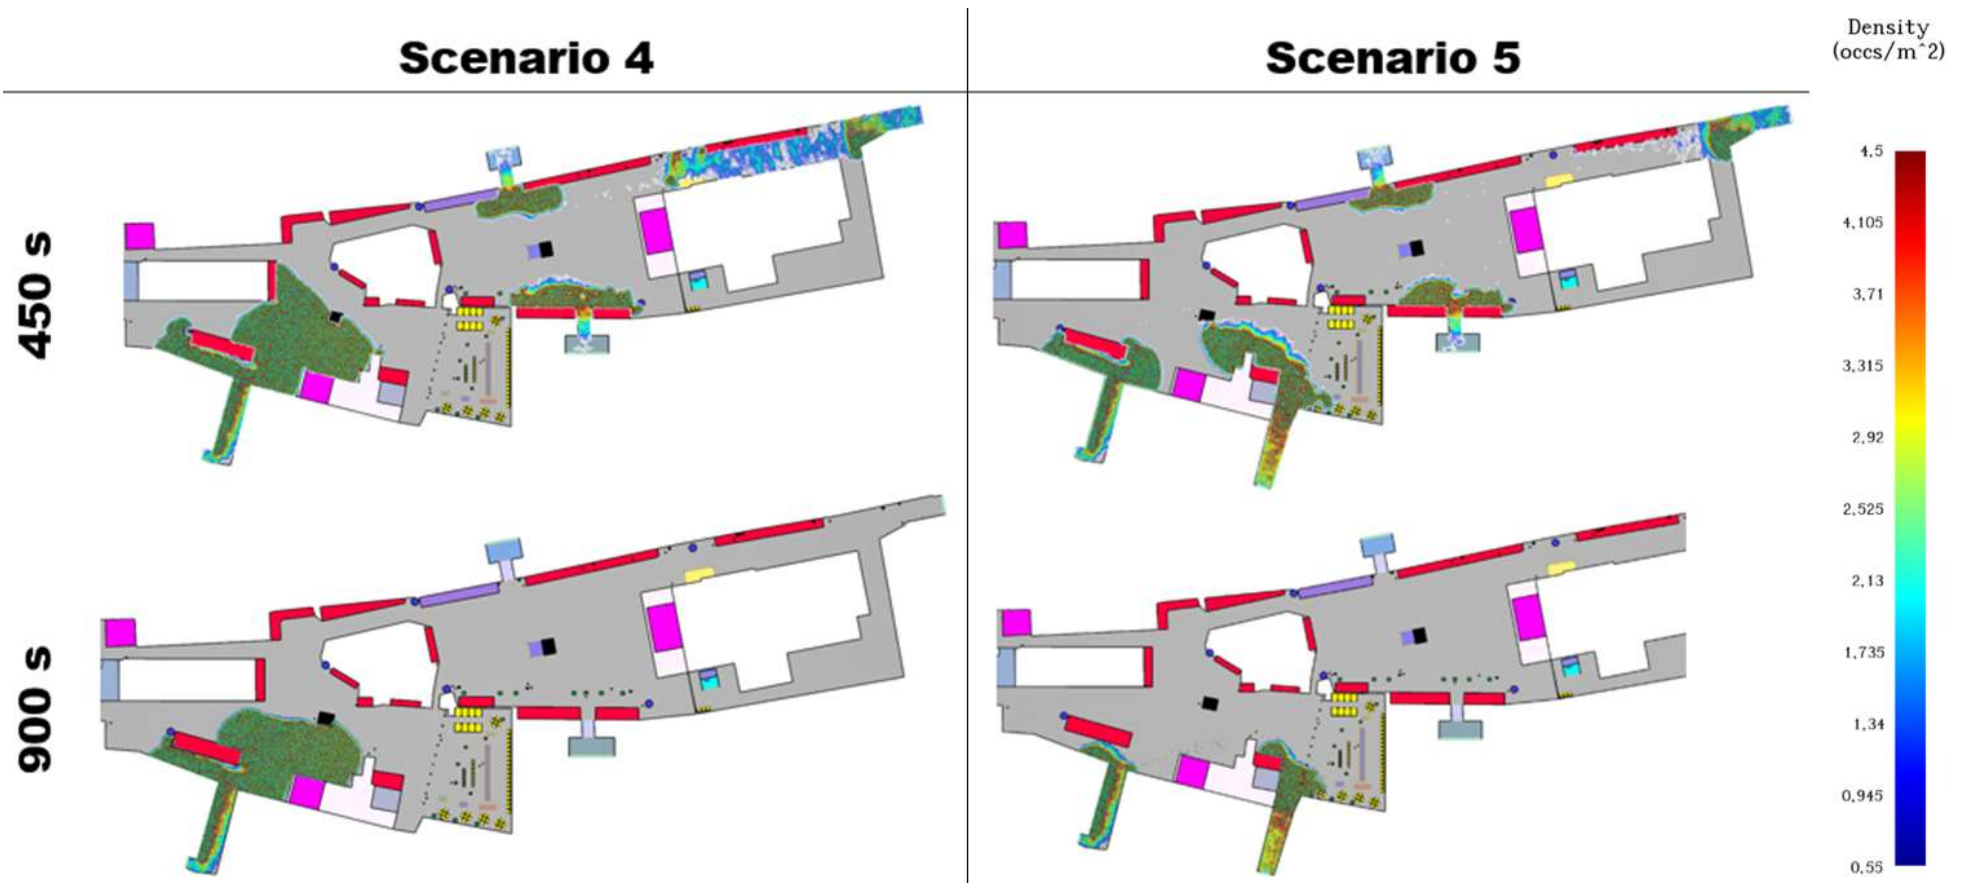 Scenario 4
Scenario 5
Density
(occs/m^2)
450 s
900 s
4,5
4,105
3,71
3,315
2,92
2,525
2,13
1,735
1,34
0,945
0,55